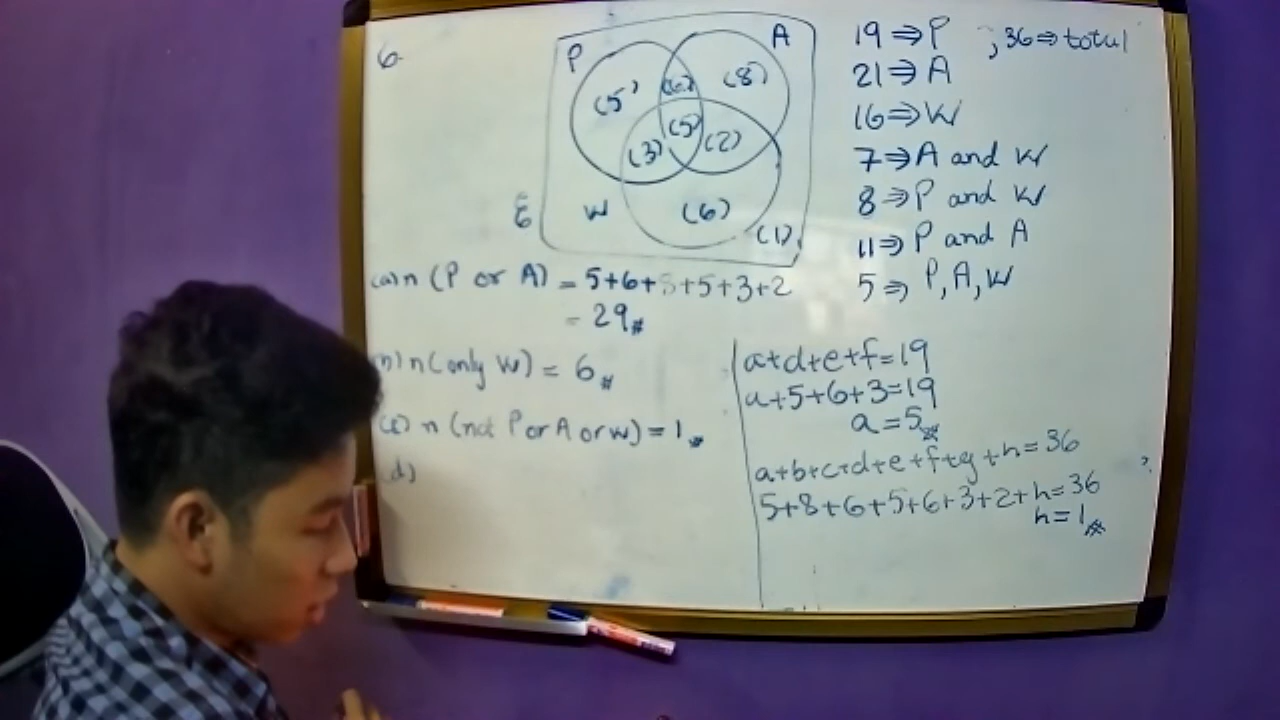 6.
P
A
(5)
(6)
(8)
(5)
(3)
(2)
W
(6)
(1)
ξ
19 ⇒ P , 36 ⇒ total
21 ⇒ A
16 ⇒ W
7 ⇒ A and W
8 ⇒ P and W
11 ⇒ P and A
5 ⇒ P, A, W
(a) n (P or A) = 5+6+8+5+3+2
= 29
n (only W) = 6
n (not P or A or W) = 1
(d)
a+d+e+f=19
a+5+6+3=19
a = 5
a+b+c+d+e+f+g+h=36
5+8+6+5+6+3+2+h=36
h=1